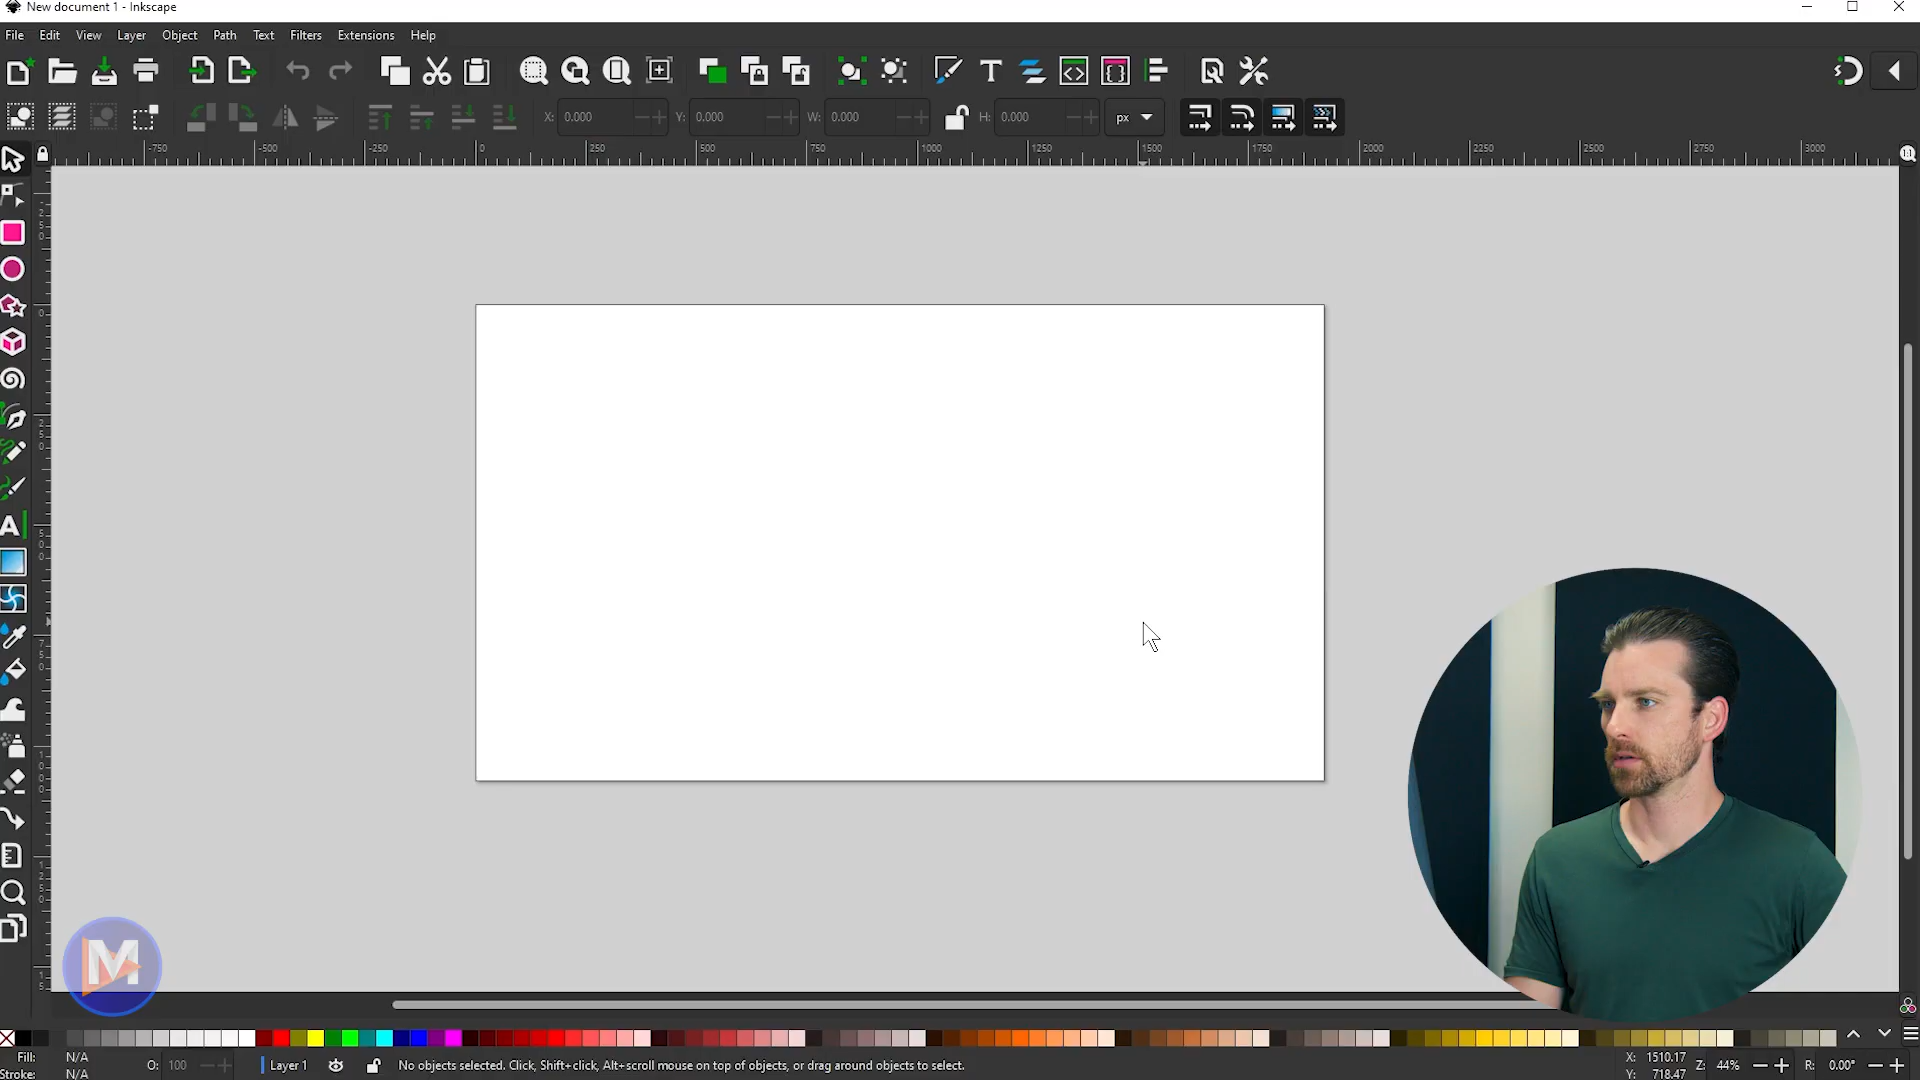 New document 1 - Inkscape
File Edit View Layer Object Path Text Filters Extensions Help
X: 0.000 Y: 0.000 W: 0.000 H: 0.000 px
-750 -500 -250 0 250 500 750 1000 1250 1500 1750 2000 2250 2500 2750 3000
M
Fill: N/A O: 100 Layer 1 No objects selected. Click, Shift+click, Alt+scroll mouse on top of objects, or drag around objects to select. X: 1510.17 Z: 44% R: 0.00°
Stroke: N/A Y: 718.47